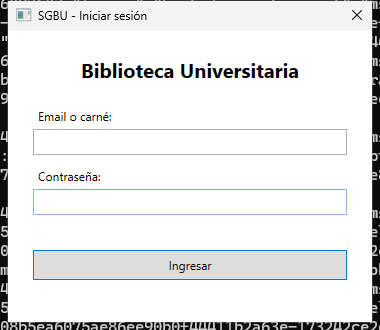 SGBU - Iniciar sesión
Biblioteca Universitaria
Email o carné:
Contraseña:
Ingresar